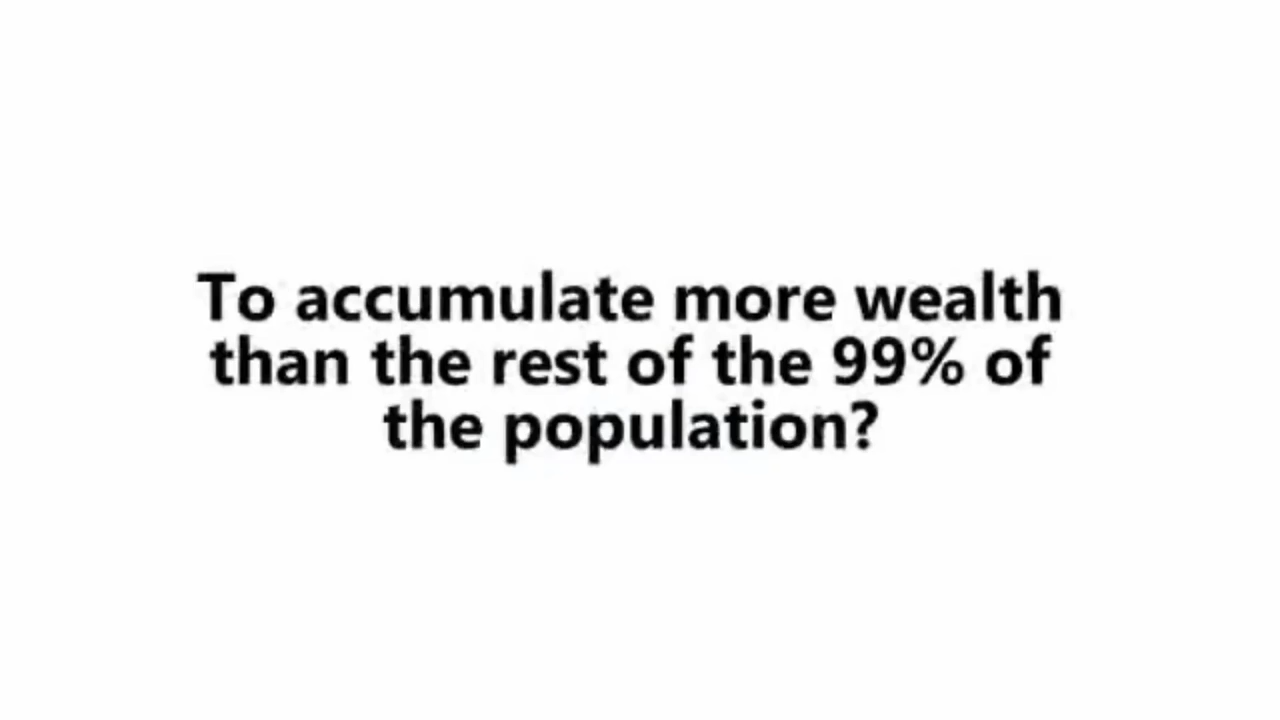 To accumulate more wealth
than the rest of the 99% of
the population?